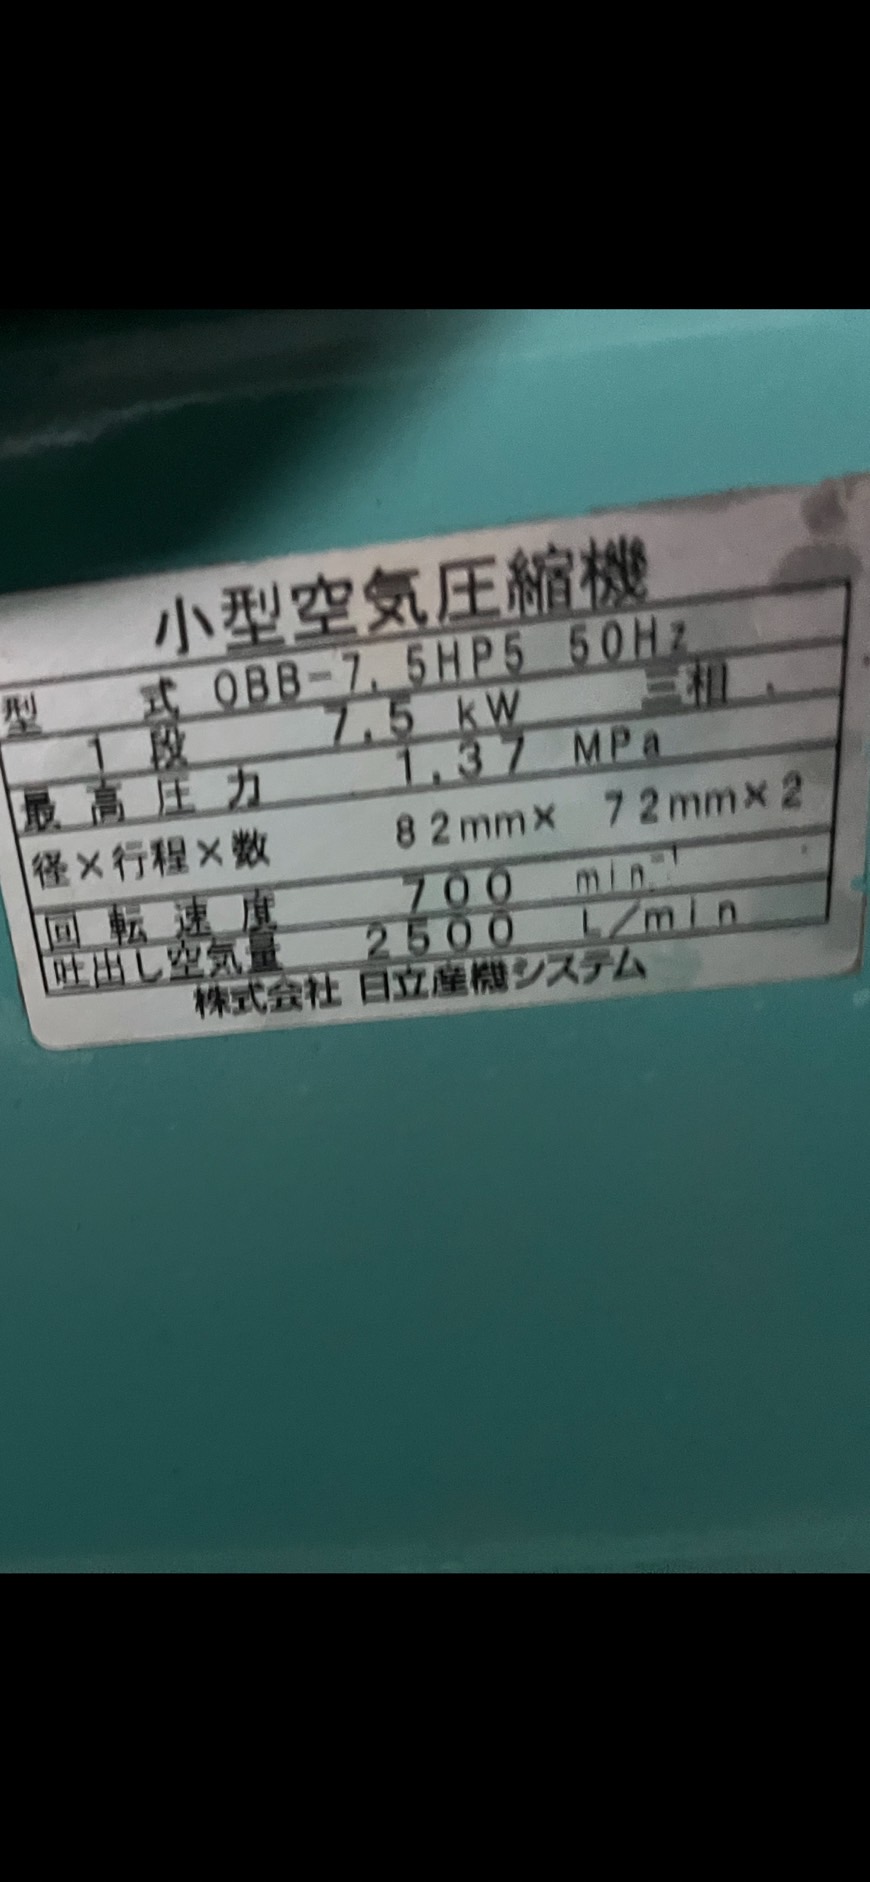 小型空気圧縮機
型式 OBB-7.5HP5 50Hz
1段 7.5 kW 三相
最高圧力 1.37 MPa
径×行程×数 82mm× 72mm×2
回転速度 700 min⁻¹
吐出し空気量 2500 L/min
株式会社 日立産機システム